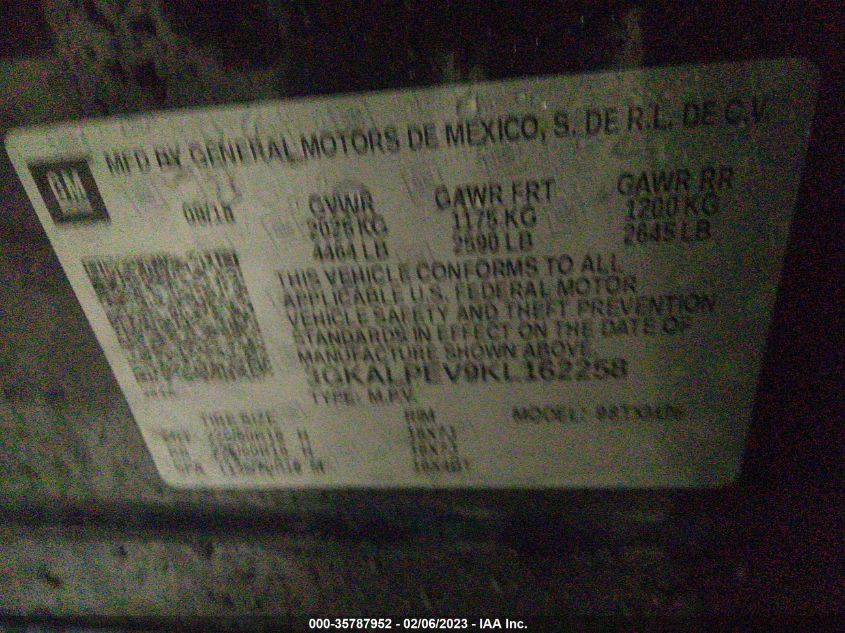 MFD BY GENERAL MOTORS DE MEXICO, S. DE R.L. DE C.V.
GM
GVWR GAWR FRT GAWR RR
2025 KG 1175 KG 1200 KG
4464 LB 2590 LB 2645 LB
THIS VEHICLE CONFORMS TO ALL
APPLICABLE U.S. FEDERAL MOTOR
VEHICLE SAFETY AND THEFT PREVENTION
STANDARDS IN EFFECT ON THE DATE OF
MANUFACTURE SHOWN ABOVE.
3GKALPEV9KL162258
TYPE: M.P.V.
TIRE SIZE RIM MODEL:
000-35787952 - 02/06/2023 - IAA Inc.